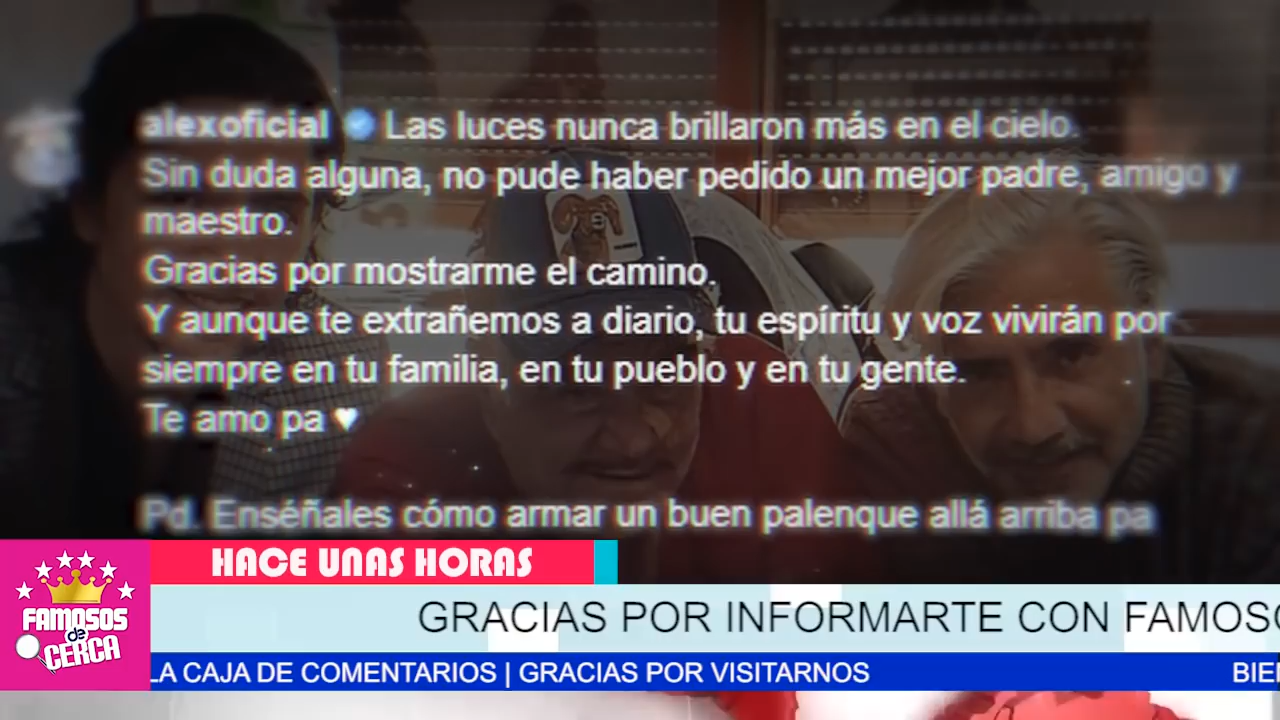 alexoficial Las luces nunca brillaron más en el cielo.
Sin duda alguna, no pude haber pedido un mejor padre, amigo y
maestro.
Gracias por mostrarme el camino.
Y aunque te extrañemos a diario, tu espíritu y voz vivirán por
siempre en tu familia, en tu pueblo y en tu gente.
Te amo pa ♥
Pd. Enséñales cómo armar un buen palenque allá arriba pa
HACE UNAS HORAS
FAMOSOS
de
CERCA
GRACIAS POR INFORMARTE CON FAMOSO
LA CAJA DE COMENTARIOS | GRACIAS POR VISITARNOS
BIE